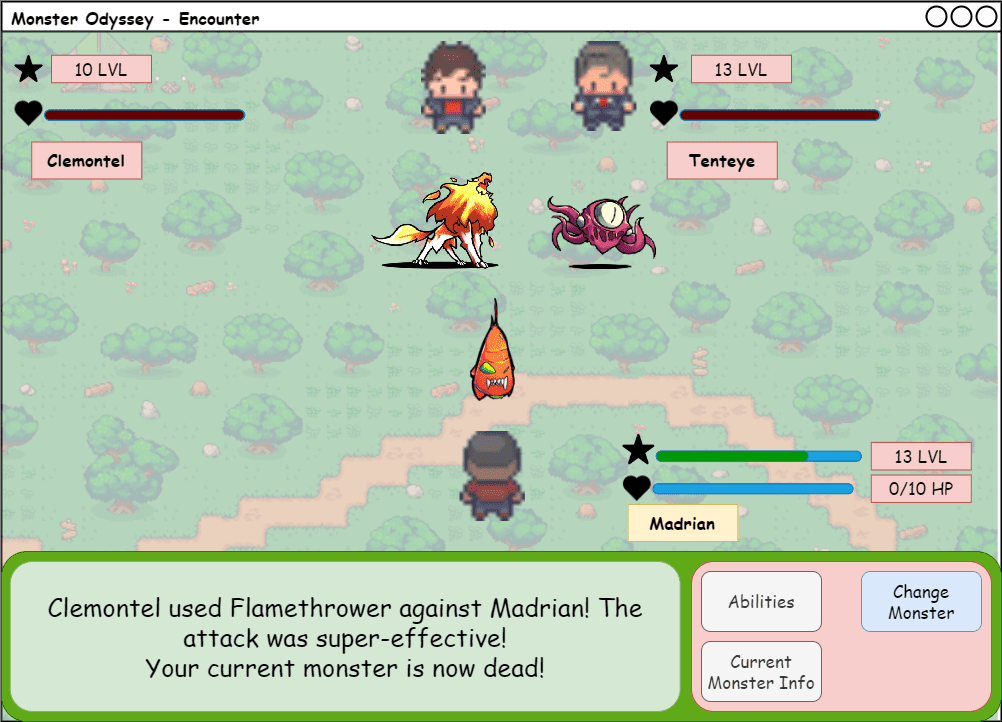 Monster Odyssey - Encounter
10 LVL
13 LVL
Clemontel
Tenteye
13 LVL
0/10 HP
Madrian
Clemontel used Flamethrower against Madrian! The
attack was super-effective!
Your current monster is now dead!
Abilities
Change
Monster
Current
Monster Info